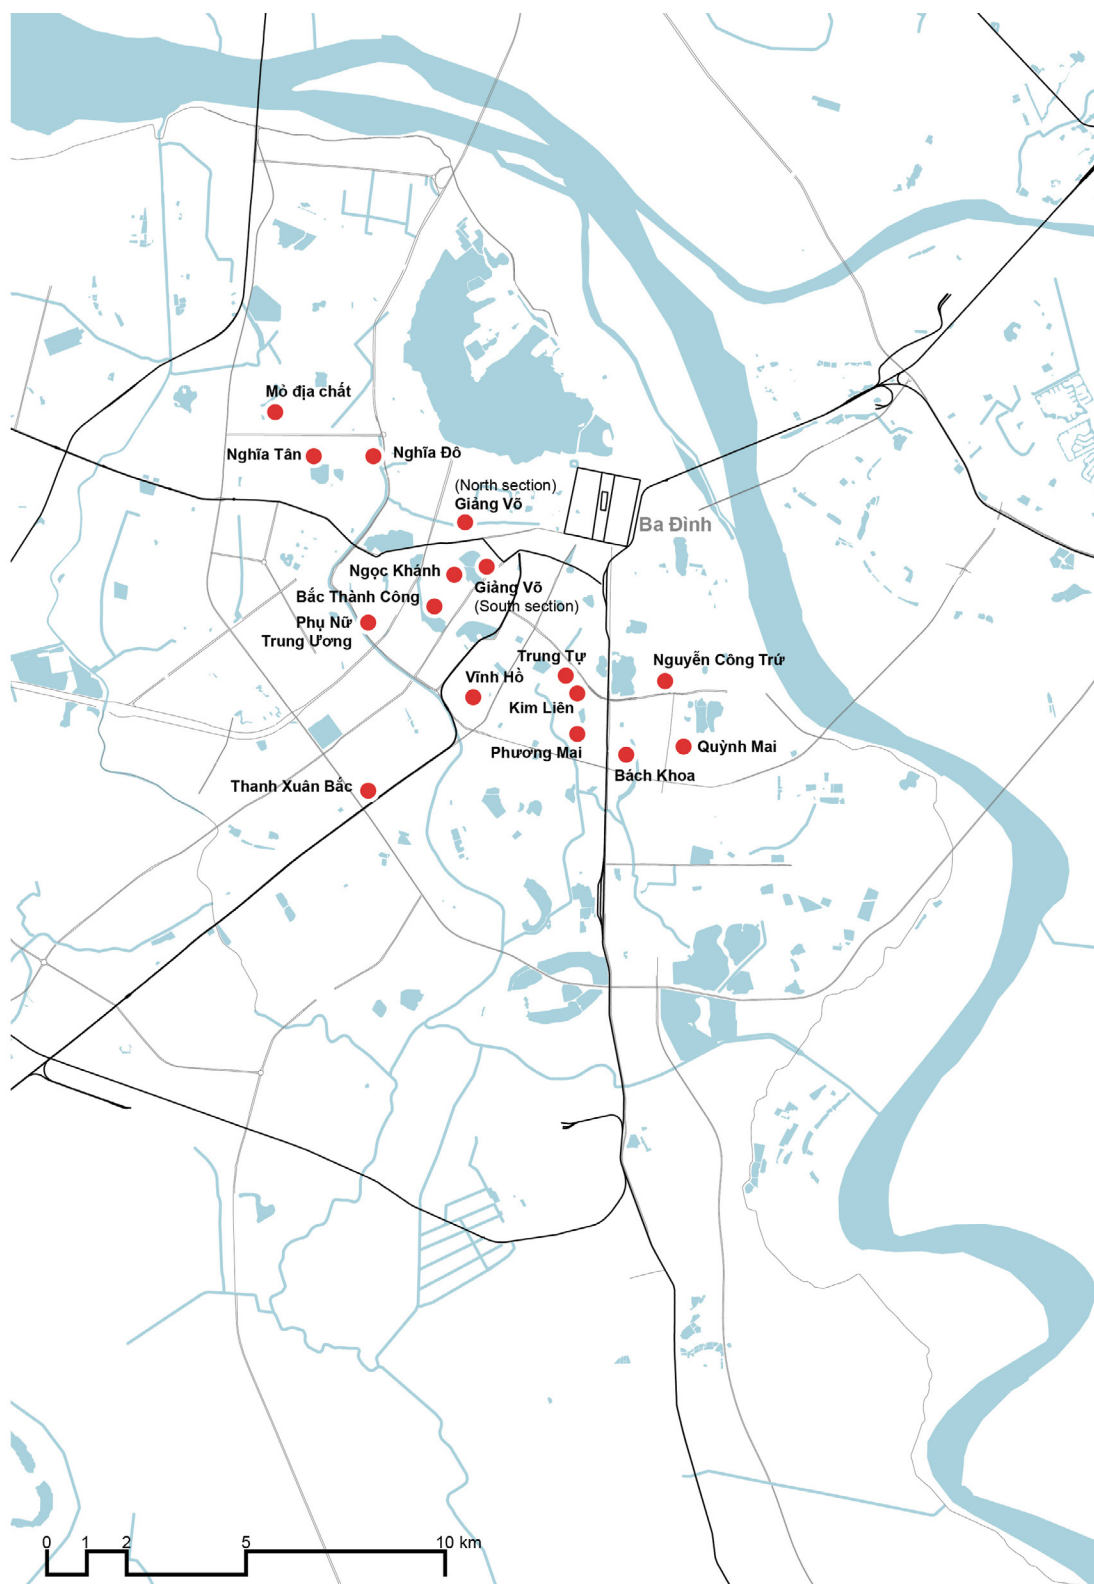 Mỏ địa chất
Nghĩa Tân
Nghĩa Đô
(North section)
Giảng Võ
Ba Đình
Ngọc Khánh
Giảng Võ
(South section)
Bắc Thành Công
Phụ Nữ
Trung Ương
Trung Tự
Nguyễn Công Trứ
Vĩnh Hồ
Kim Liên
Phương Mai
Quỳnh Mai
Bách Khoa
Thanh Xuân Bắc
0 1 2 5 10 km